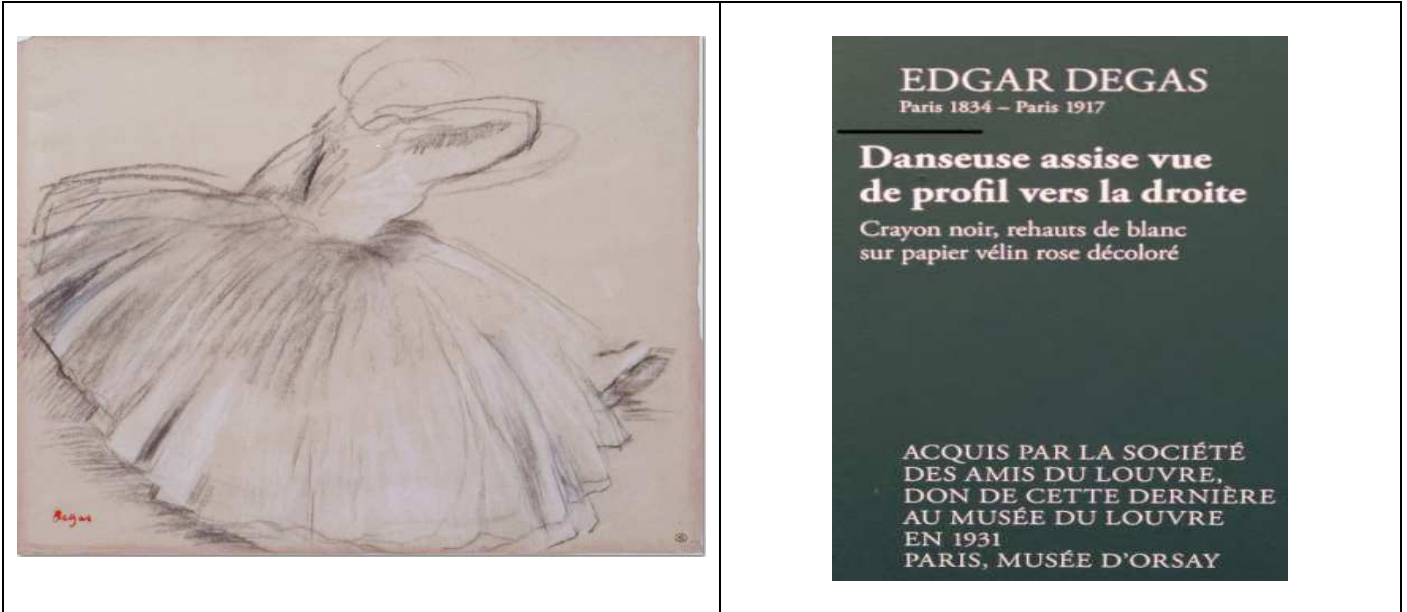 Degas
EDGAR DEGAS
Paris 1834 – Paris 1917
Danseuse assise vue
de profil vers la droite
Crayon noir, rehauts de blanc
sur papier vélin rose décoloré
ACQUIS PAR LA SOCIÉTÉ
DES AMIS DU LOUVRE,
DON DE CETTE DERNIÈRE
AU MUSÉE DU LOUVRE
EN 1931
PARIS, MUSÉE D'ORSAY